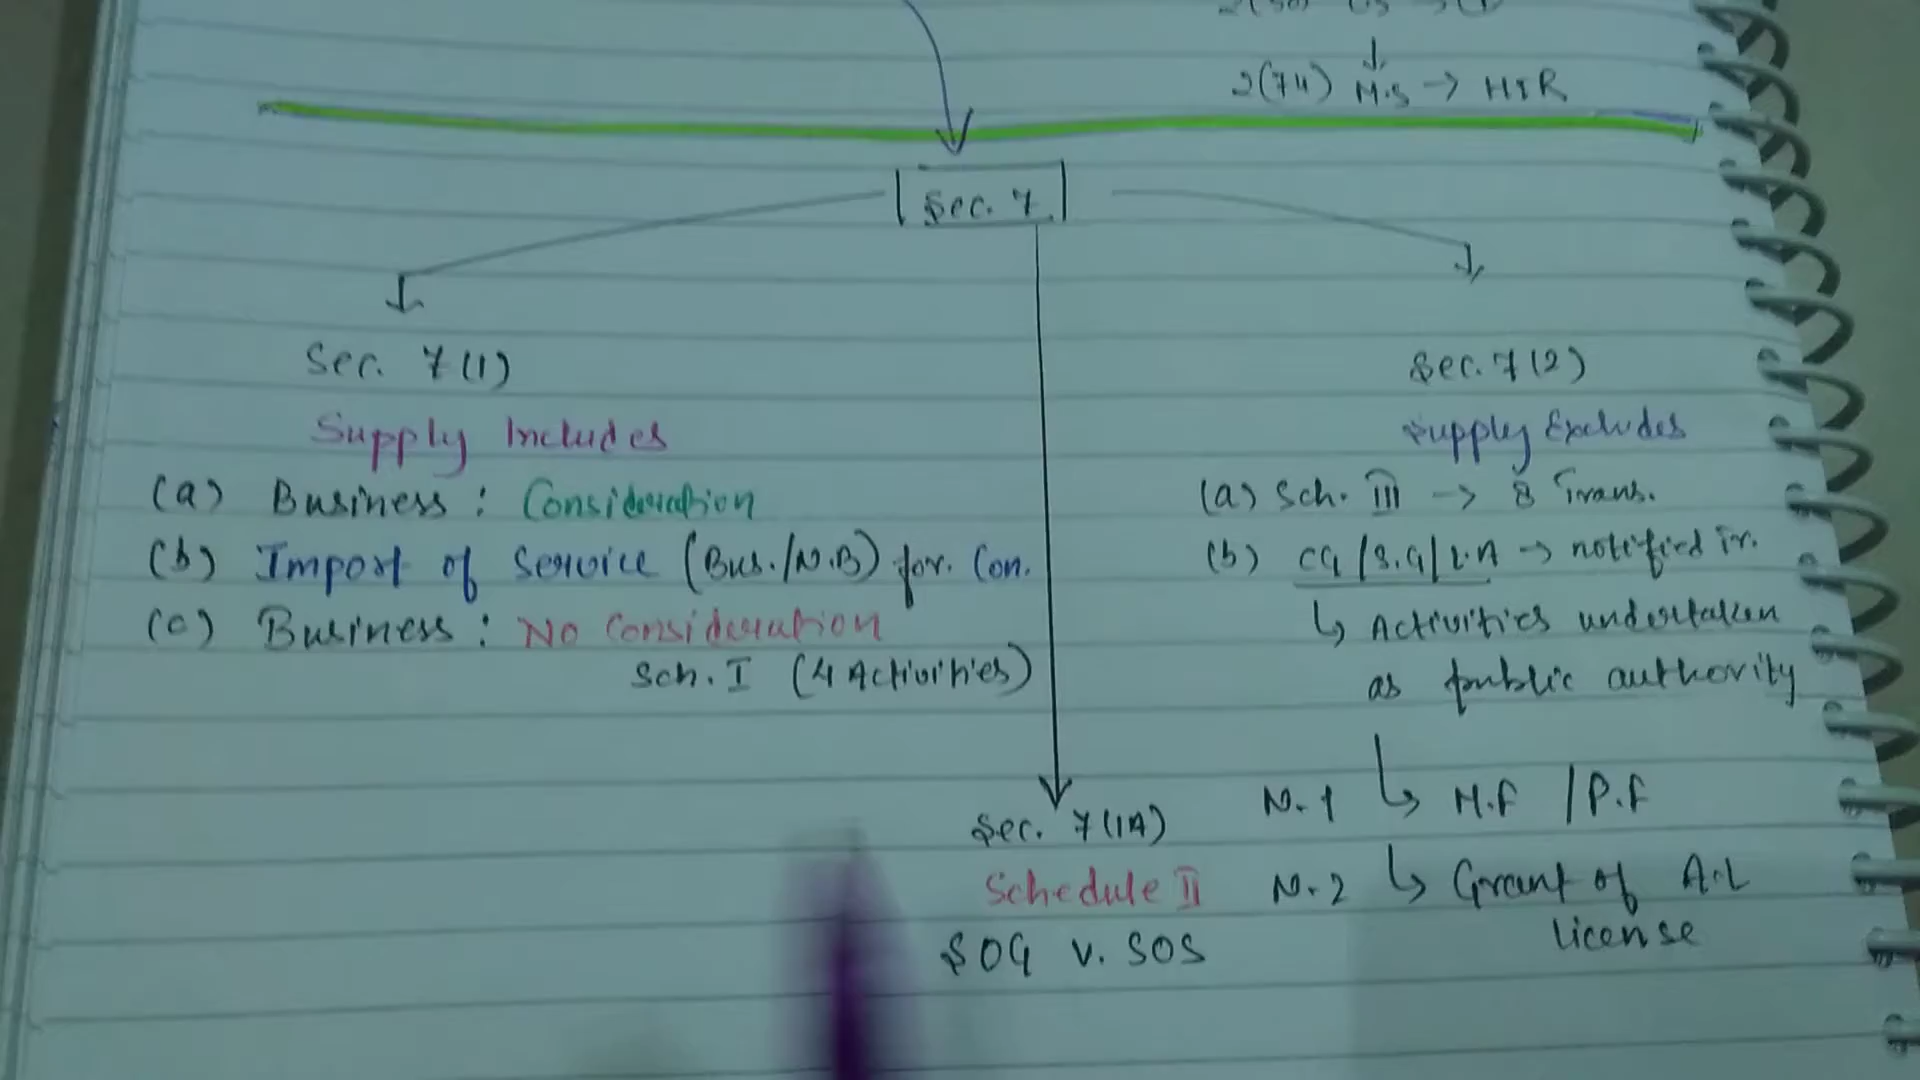 2(74) M.S → HTR
Sec. 7
Sec. 7(1)
Supply Includes
(a) Business : Consideration
(b) Import of Service (Bus./N.B) for. Con.
(c) Business : No Consideration
Sch. I (4 Activities)
Sec. 7(2)
Supply Excludes
(a) Sch. III → 8 Trans.
(b) CG/S.G/L.A → notified in.
↳ Activities undertaken
as public authority
N.1 ↳ M.F / P.F
N.2 ↳ Grant of A.L
License
Sec. 7(1A)
Schedule II
SOG v. SOS